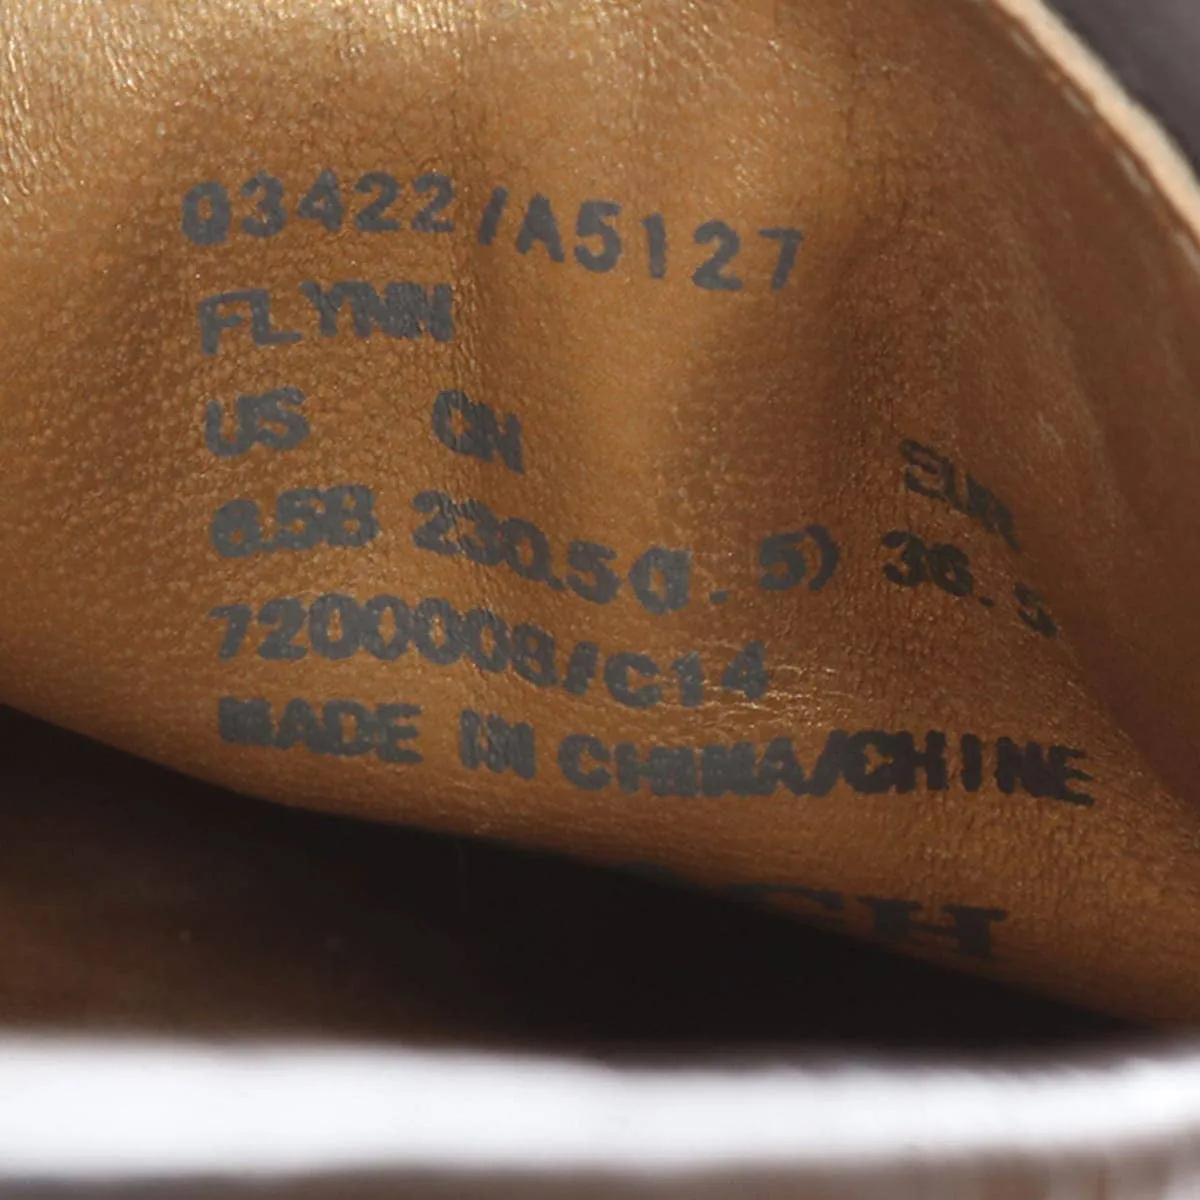 03422/A5127
FLYNN
US CN EUR
6.5B 230.5(1.5) 36.5
7200008/C14
MADE IN CHINA/CHINE
CH